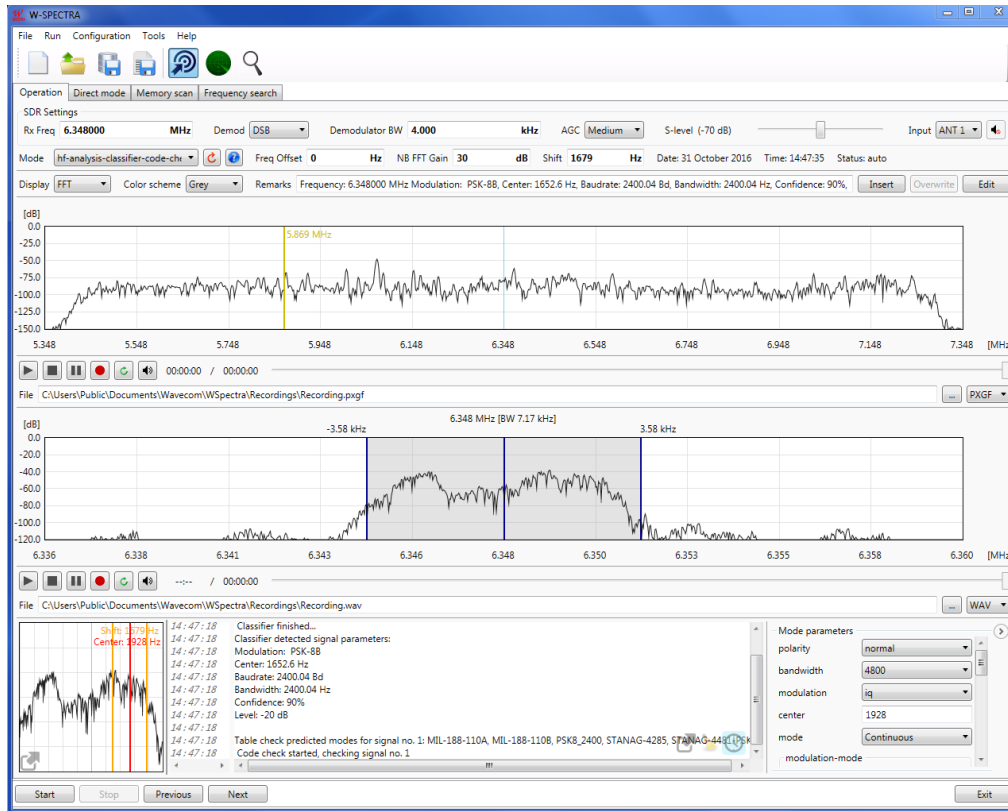 W-SPECTRA
File Run Configuration Tools Help
Operation Direct mode Memory scan Frequency search
SDR Settings
Rx Freq 6.348000 MHz Demod DSB Demodulator BW 4.000 kHz AGC Medium S-level (-70 dB) Input ANT 1
Mode hf-analysis-classifier-code-che Freq Offset 0 Hz NB FFT Gain 30 dB Shift 1679 Hz Date: 31 October 2016 Time: 14:47:35 Status: auto
Display FFT Color scheme Grey Remarks Frequency: 6.348000 MHz Modulation: PSK-8B, Center: 1652.6 Hz, Baudrate: 2400.04 Bd, Bandwidth: 2400.04 Hz, Confidence: 90%, Insert Overwrite Edit
[dB]
0.0
5.869 MHz
-25.0
-50.0
-75.0
-100.0
-125.0
-150.0
5.348 5.548 5.748 5.948 6.148 6.348 6.548 6.748 6.948 7.148 7.348 [MHz
00:00:00 / 00:00:00
File C:\Users\Public\Documents\Wavecom\WSpectra\Recordings\Recording.pxgf ... PXGF
6.348 MHz [BW 7.17 kHz]
[dB] -3.58 kHz 3.58 kHz
0.0
-20.0
-40.0
-60.0
-80.0
-100.0
-120.0
6.336 6.338 6.341 6.343 6.346 6.348 6.350 6.353 6.355 6.358 6.360 [MHz
--:-- / 00:00:00
File C:\Users\Public\Documents\Wavecom\WSpectra\Recordings\Recording.wav ... WAV
Shift: 1679 Hz
Center: 1928 Hz
14:47:18 Classifier finished...
14:47:18 Classifier detected signal parameters:
14:47:18 Modulation: PSK-8B
14:47:18 Center: 1652.6 Hz
14:47:18 Baudrate: 2400.04 Bd
14:47:18 Bandwidth: 2400.04 Hz
14:47:18 Confidence: 90%
14:47:18 Level: -20 dB
14:47:18
14:47:18 Table check predicted modes for signal no. 1: MIL-188-110A, MIL-188-110B, PSK8_2400, STANAG-4285, STANAG-4481-PSK
14:47:18 Code check started, checking signal no. 1
Mode parameters
polarity normal
bandwidth 4800
modulation iq
center 1928
mode Continuous
modulation-mode
Start Stop Previous Next Exit